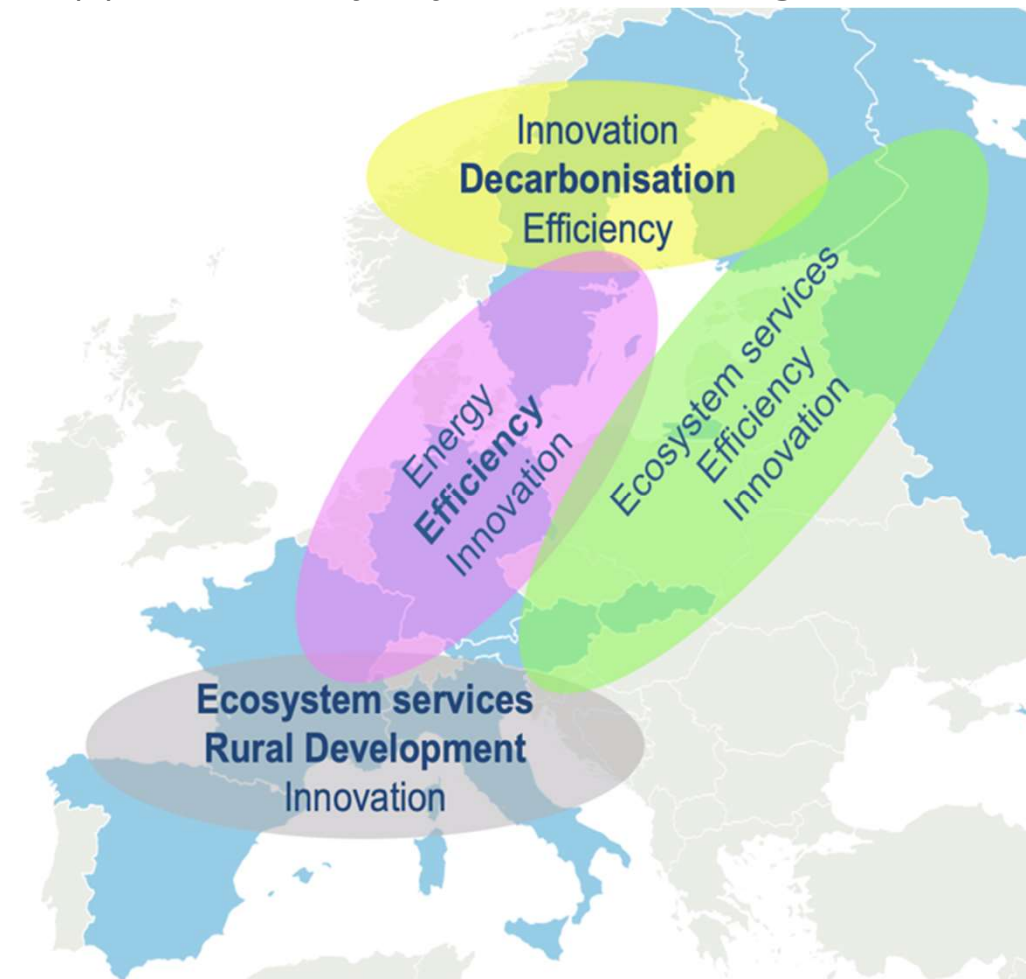 Innovation
Decarbonisation
Efficiency
Energy
Efficiency
Innovation
Ecosystem services
Efficiency
Innovation
Ecosystem services
Rural Development
Innovation